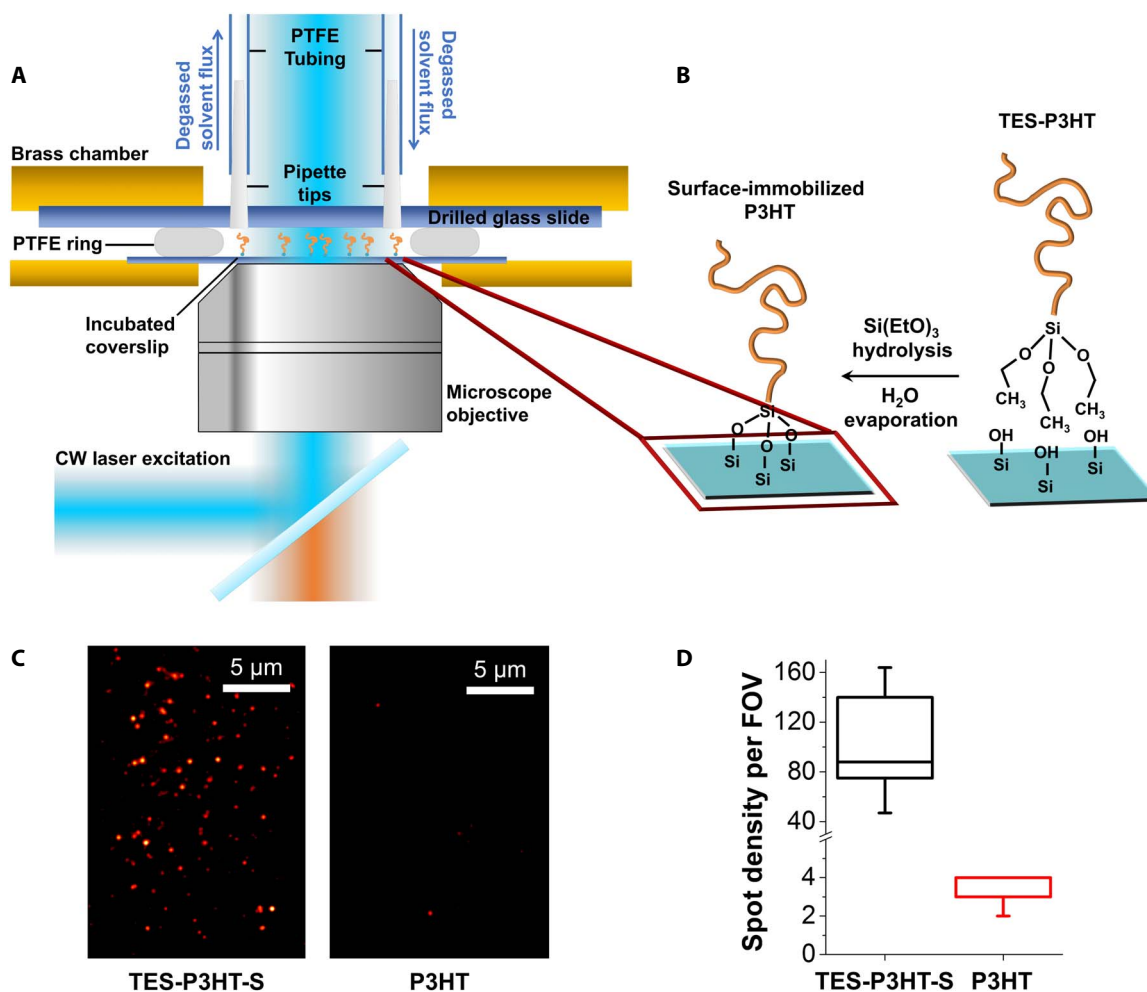 A
Degassed
solvent flux
PTFE
Tubing
Degassed
solvent flux
Brass chamber
Pipette
tips
Drilled glass slide
PTFE ring
Incubated
coverslip
Microscope
objective
CW laser excitation
B
TES-P3HT
Surface-immobilized
P3HT
Si
O
O
O
CH3
CH3
CH3
Si(EtO)3
hydrolysis
H2O
evaporation
Si
O
O
O
Si
Si
Si
OH
OH
OH
Si
Si
Si
C
5 μm
5 μm
TES-P3HT-S
P3HT
D
Spot density per FOV
160
120
80
40
4
2
0
TES-P3HT-S
P3HT